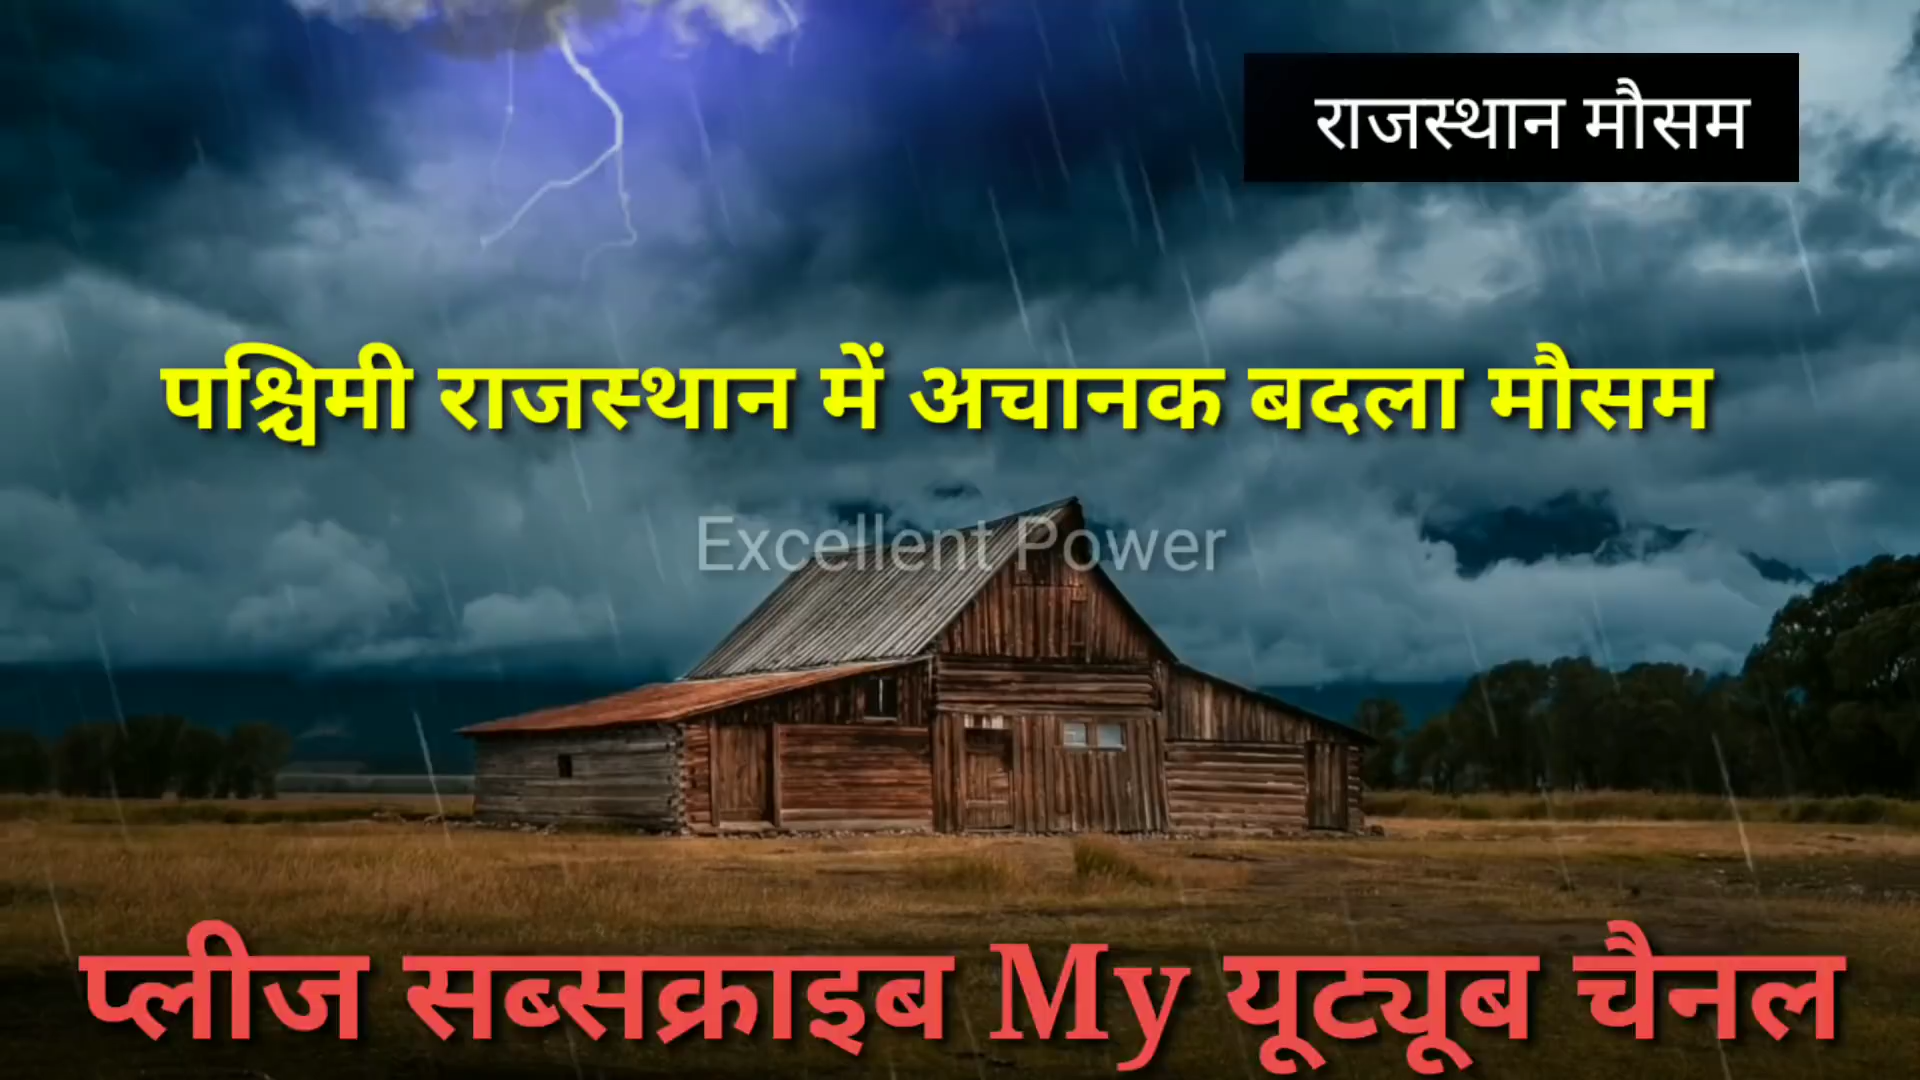 राजस्थान मौसम
पश्चिमी राजस्थान में अचानक बदला मौसम
Excellent Power
प्लीज सब्सक्राइब My यूट्यूब चैनल